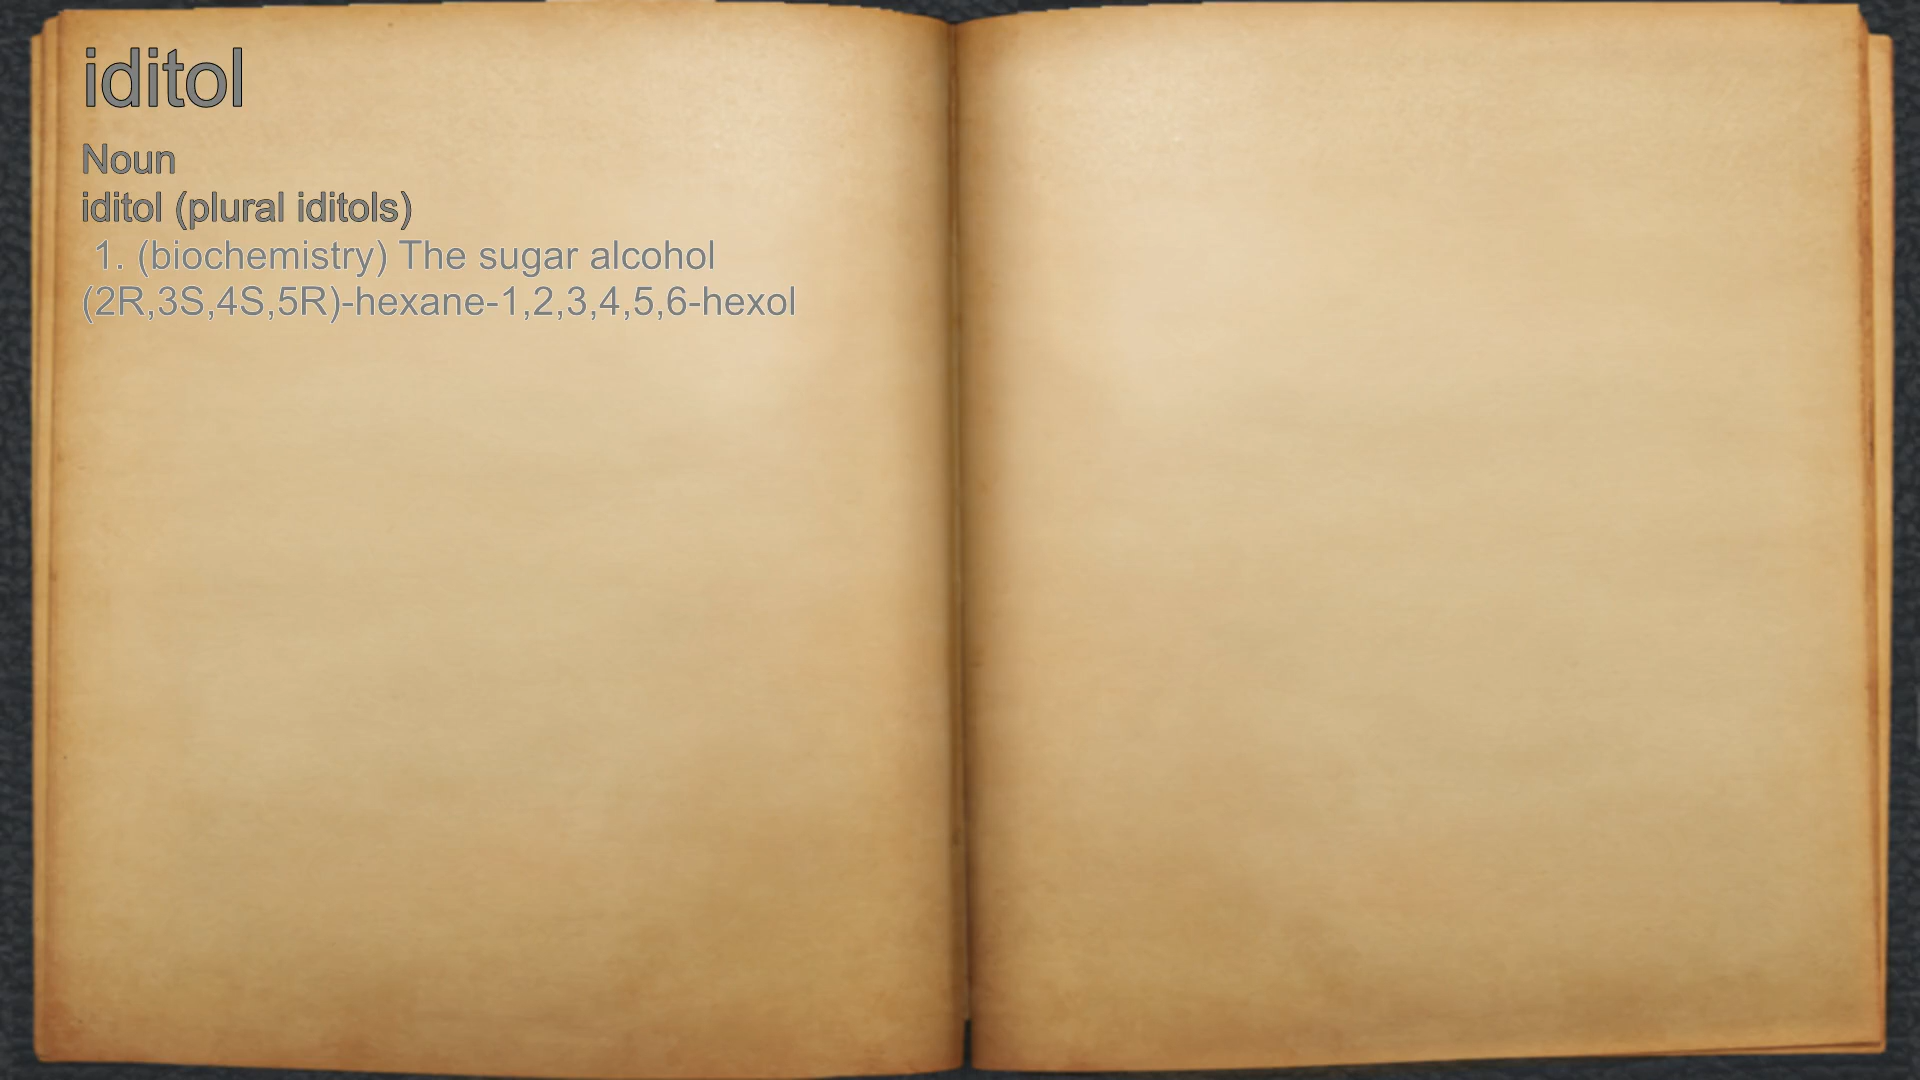 iditol
Noun
iditol (plural iditols)
1. (biochemistry) The sugar alcohol
(2R,3S,4S,5R)-hexane-1,2,3,4,5,6-hexol